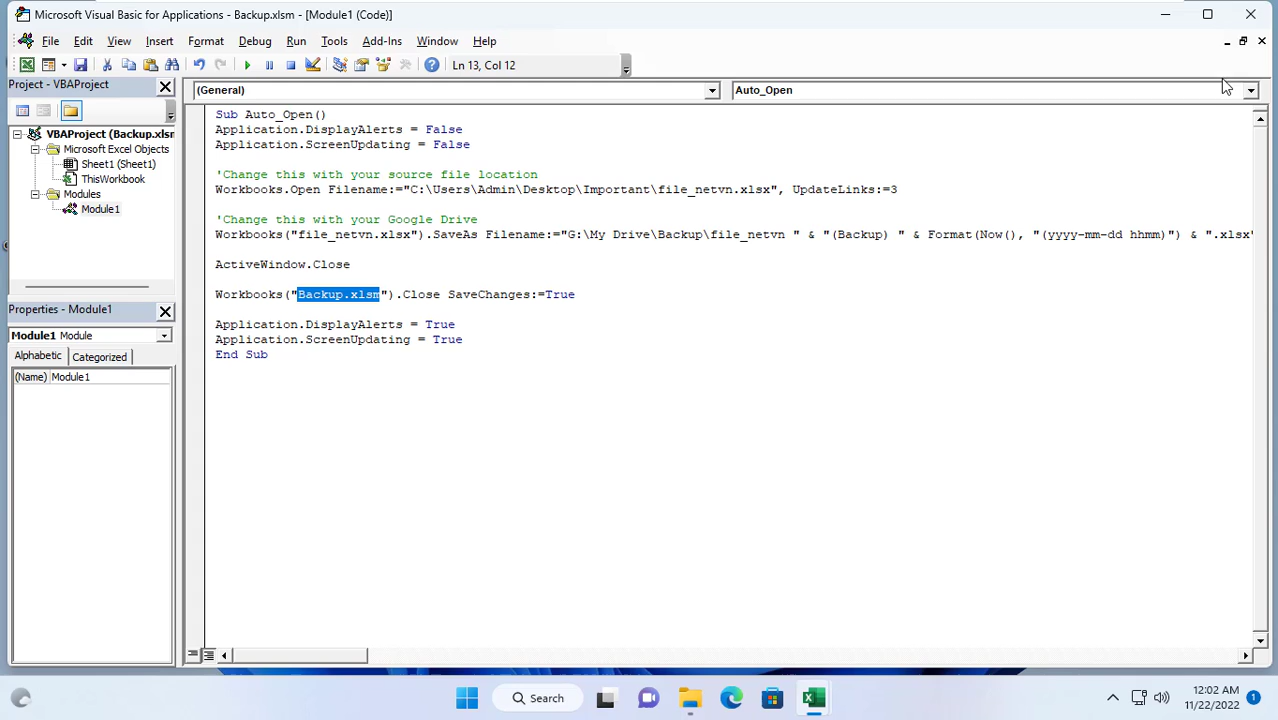 Microsoft Visual Basic for Applications - Backup.xlsm - [Module1 (Code)]
File Edit View Insert Format Debug Run Tools Add-Ins Window Help
Ln 13, Col 12
Project - VBAProject
(General)
Auto_Open
VBAProject (Backup.xlsm
Microsoft Excel Objects
Sheet1 (Sheet1)
ThisWorkbook
Modules
Module1
Properties - Module1
Module1 Module
Alphabetic Categorized
(Name) Module1
Sub Auto_Open()
Application.DisplayAlerts = False
Application.ScreenUpdating = False
'Change this with your source file location
Workbooks.Open Filename:="C:\Users\Admin\Desktop\Important\file_netvn.xlsx", UpdateLinks:=3
'Change this with your Google Drive
Workbooks("file_netvn.xlsx").SaveAs Filename:="G:\My Drive\Backup\file_netvn " & "(Backup) " & Format(Now(), "(yyyy-mm-dd hhmm)") & ".xlsx"
ActiveWindow.Close
Workbooks("Backup.xlsm").Close SaveChanges:=True
Application.DisplayAlerts = True
Application.ScreenUpdating = True
End Sub
Search
12:02 AM
11/22/2022
1